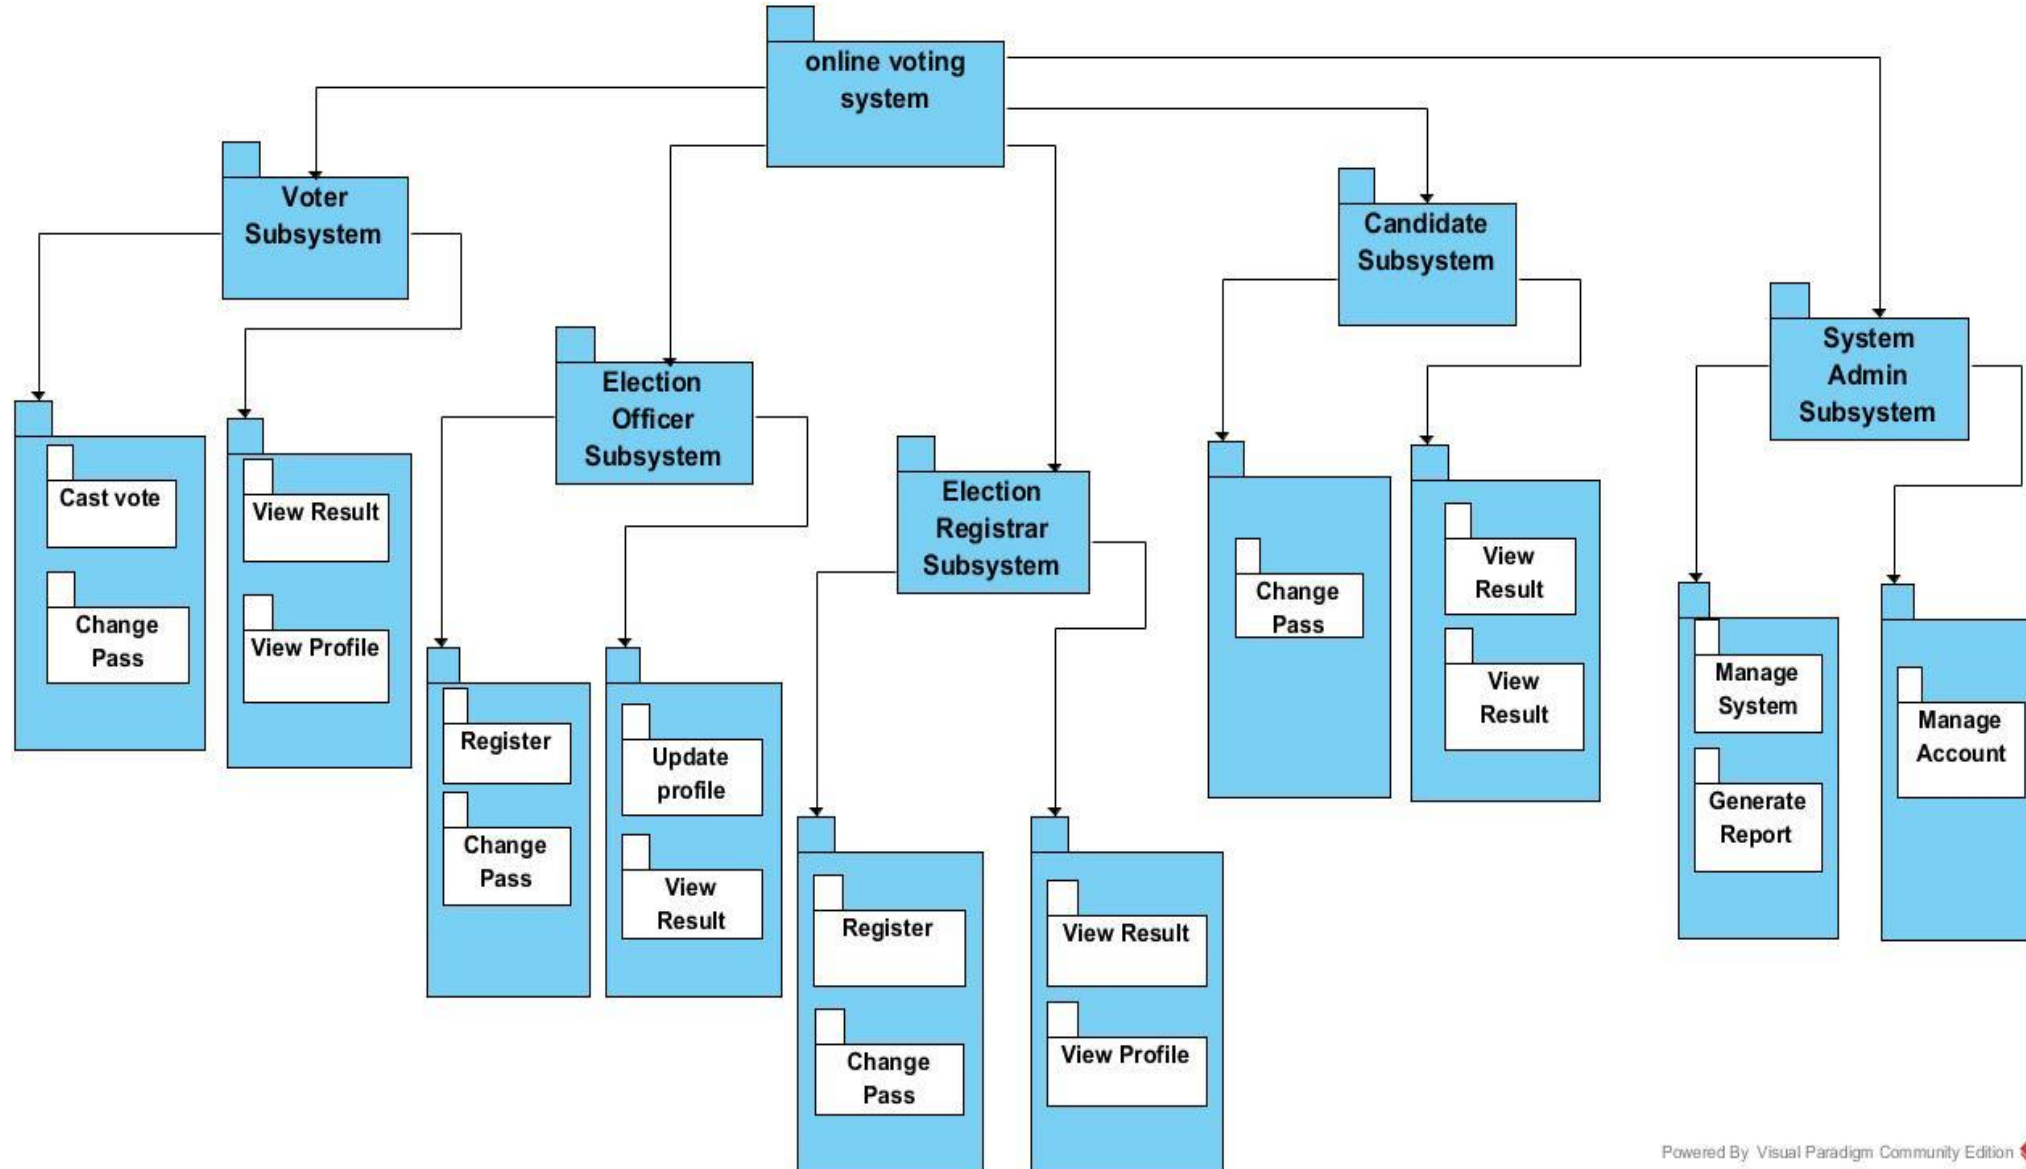 online voting
system
Voter
Subsystem
Candidate
Subsystem
System
Admin
Subsystem
Election
Officer
Subsystem
Election
Registrar
Subsystem
Cast vote
Change
Pass
View Result
View Profile
Register
Change
Pass
Update
profile
View
Result
Register
Change
Pass
View Result
View Profile
Change
Pass
View
Result
View
Result
Manage
System
Generate
Report
Manage
Account
Powered By Visual Paradigm Community Edition